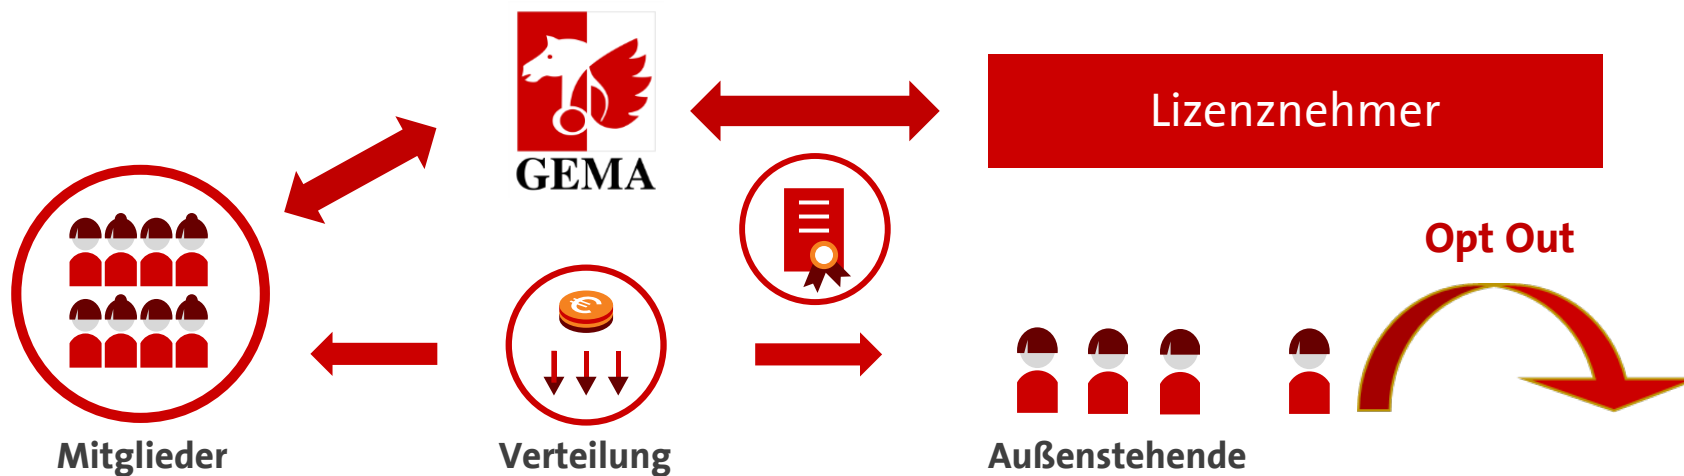 GEMA
Lizenznehmer
Opt Out
€
Mitglieder
Verteilung
Außenstehende